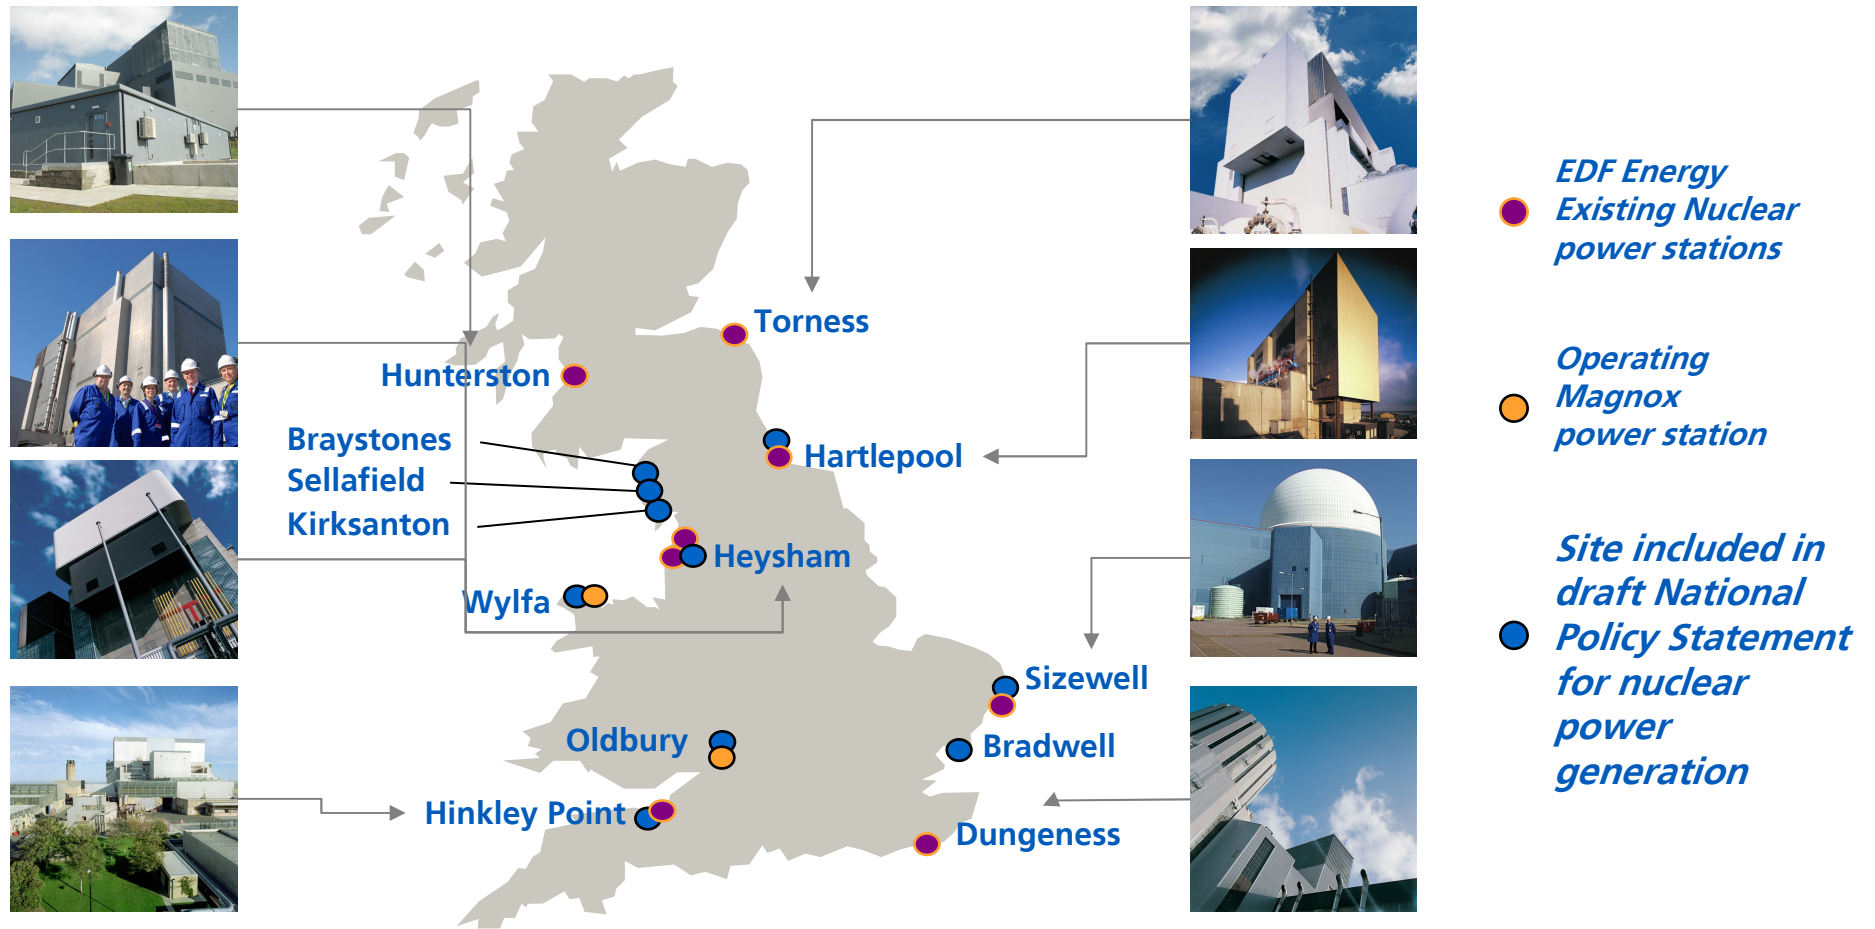 Torness
Hunterston
Braystones
Sellafield
Kirksanton
Hartlepool
Heysham
Wylfa
Sizewell
Oldbury
Bradwell
Hinkley Point
Dungeness
EDF Energy
Existing Nuclear
power stations
Operating
Magnox
power station
Site included in
draft National
Policy Statement
for nuclear
power
generation